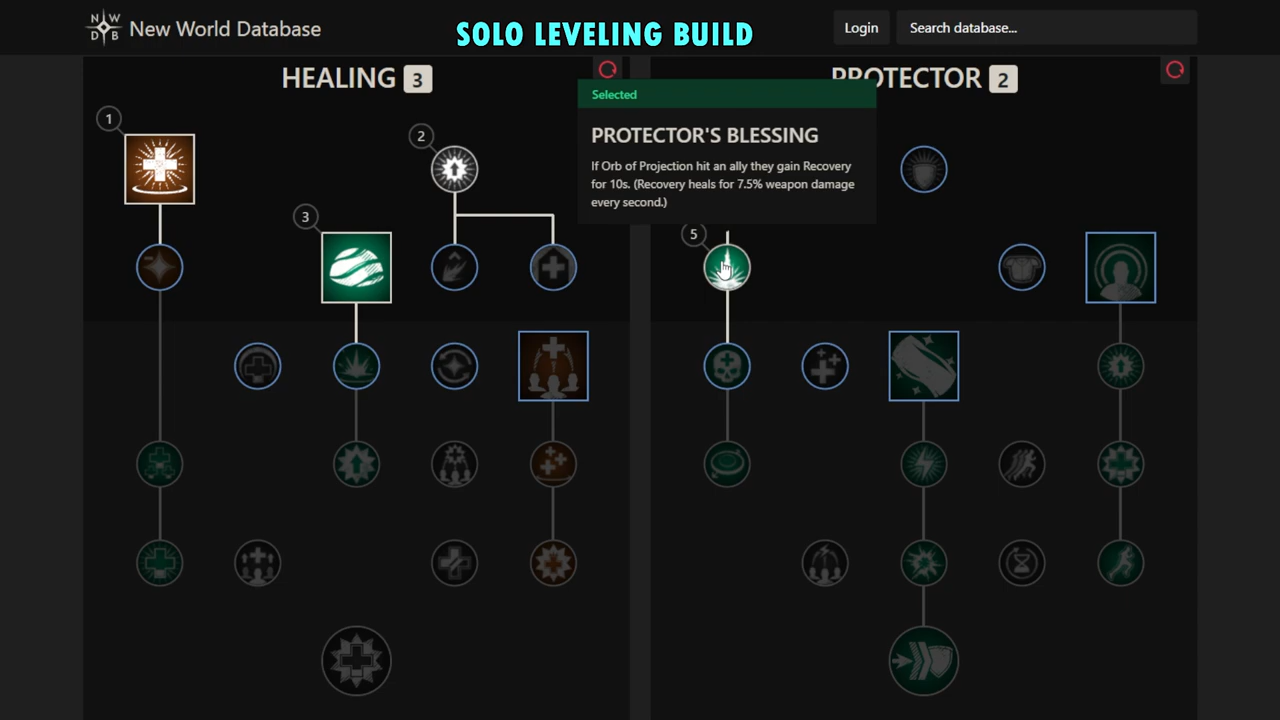 N W
D B
New World Database
SOLO LEVELING BUILD
Login
Search database...
HEALING 3
PROTECTOR 2
Selected
PROTECTOR'S BLESSING
If Orb of Projection hit an ally they gain Recovery
for 10s. (Recovery heals for 7.5% weapon damage
every second.)
1
2
3
5